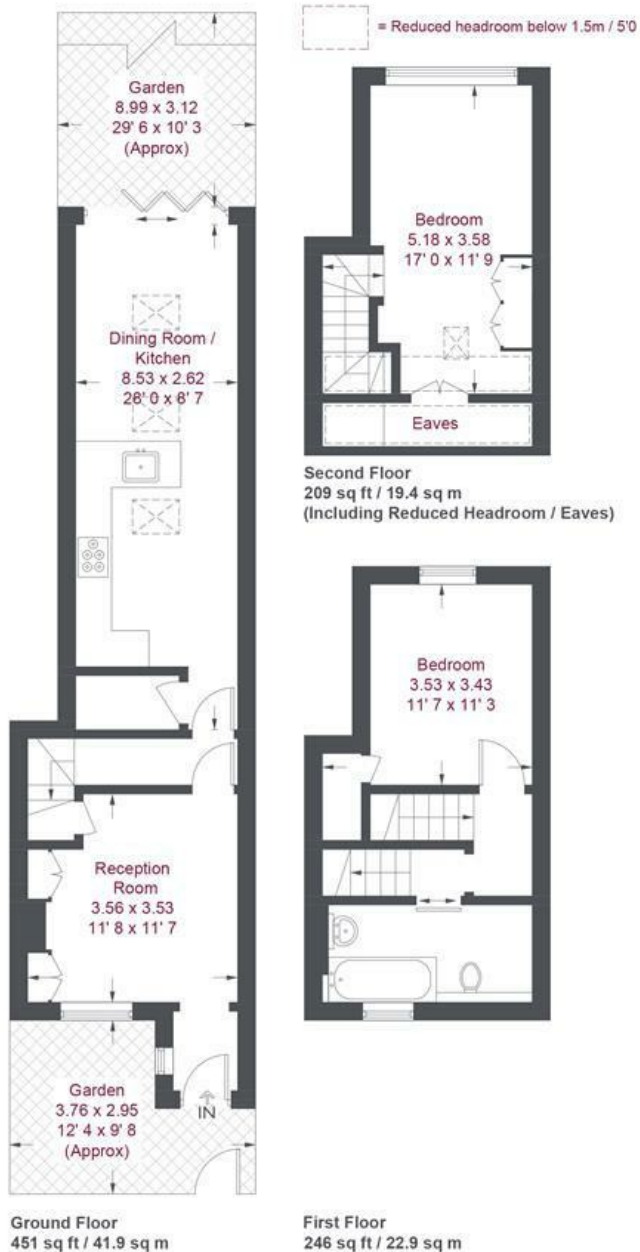 = Reduced headroom below 1.5m / 5'0
Garden
8.99 x 3.12
29' 6 x 10' 3
(Approx)
Dining Room /
Kitchen
8.53 x 2.62
28' 0 x 8' 7
Reception
Room
3.56 x 3.53
11' 8 x 11' 7
IN
Garden
3.76 x 2.95
12' 4 x 9' 8
(Approx)
Ground Floor
451 sq ft / 41.9 sq m
Bedroom
5.18 x 3.58
17' 0 x 11' 9
Eaves
Second Floor
209 sq ft / 19.4 sq m
(Including Reduced Headroom / Eaves)
Bedroom
3.53 x 3.43
11' 7 x 11' 3
First Floor
246 sq ft / 22.9 sq m